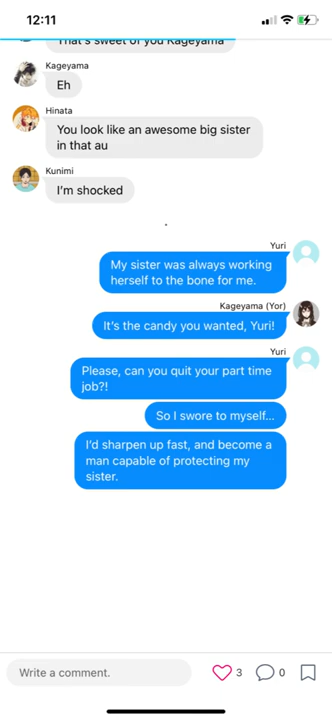 12:11
That's sweet of you Kageyama
Kageyama
Eh
Hinata
You look like an awesome big sister
in that au
Kunimi
I'm shocked
.
Yuri
My sister was always working
herself to the bone for me.
Kageyama (Yor)
It's the candy you wanted, Yuri!
Yuri
Please, can you quit your part time
job?!
So I swore to myself...
I'd sharpen up fast, and become a
man capable of protecting my
sister.
Write a comment.
3
0